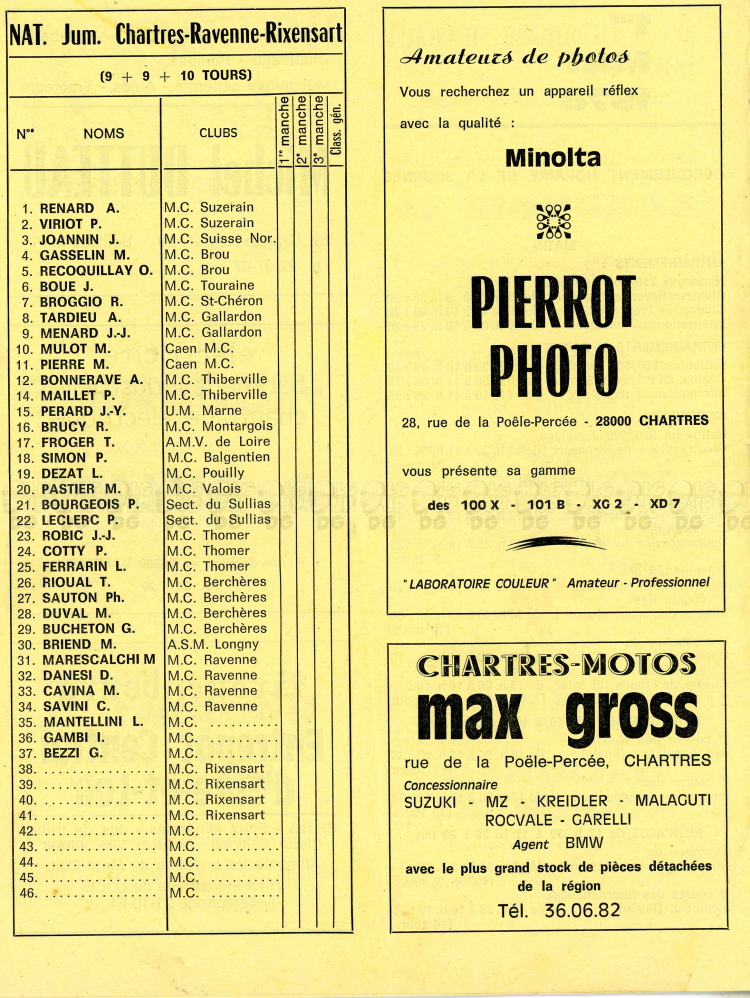 NAT. Jum. Chartres-Ravenne-Rixensart
(9 + 9 + 10 TOURS)
Nᵒˢ NOMS CLUBS 1ʳᵉ manche 2ᵉ manche 3ᵉ manche Class. gén.
1. RENARD A. M.C. Suzerain
2. VIRIOT P. M.C. Suzerain
3. JOANNIN J. M.C. Suisse Nor.
4. GASSELIN M. M.C. Brou
5. RECOQUILLAY O. M.C. Brou
6. BOUE J. M.C. Touraine
7. BROGGIO R. M.C. St-Chéron
8. TARDIEU A. M.C. Gallardon
9. MENARD J.-J. M.C. Gallardon
10. MULOT M. Caen M.C.
11. PIERRE M. Caen M.C.
12. BONNERAVE A. M.C. Thiberville
14. MAILLET P. M.C. Thiberville
15. PERARD J.-Y. U.M. Marne
16. BRUCY R. M.C. Montargois
17. FROGER T. A.M.V. de Loire
18. SIMON P. M.C. Balgentien
19. DEZAT L. M.C. Pouilly
20. PASTIER M. M.C. Valois
21. BOURGEOIS P. Sect. du Sullias
22. LECLERC P. Sect. du Sullias
23. ROBIC J.-J. M.C. Thomer
24. COTTY P. M.C. Thomer
25. FERRARIN L. M.C. Thomer
26. RIOUAL T. M.C. Berchères
27. SAUTON Ph. M.C. Berchères
28. DUVAL M. M.C. Berchères
29. BUCHETON G. M.C. Berchères
30. BRIEND M. A.S.M. Longny
31. MARESCALCHI M M.C. Ravenne
32. DANESI D. M.C. Ravenne
33. CAVINA M. M.C. Ravenne
34. SAVINI C. M.C. Ravenne
35. MANTELLINI L. M.C. ..........
36. GAMBI I. M.C. ..........
37. BEZZI G. M.C. ..........
38. ............... M.C. Rixensart
39. ............... M.C. Rixensart
40. ............... M.C. Rixensart
41. ............... M.C. Rixensart
42. ............... M.C. ..........
43. ............... M.C. ..........
44. ............... M.C. ..........
45. ............... M.C. ..........
46. ............... M.C. ..........
Amateurs de photos
Vous recherchez un appareil réflex
avec la qualité :
Minolta
PIERROT
PHOTO
28, rue de la Poêle-Percée - 28000 CHARTRES
vous présente sa gamme
des 100 X - 101 B - XG 2 - XD 7
"LABORATOIRE COULEUR" Amateur - Professionnel
CHARTRES-MOTOS
max gross
rue de la Poële-Percée, CHARTRES
Concessionnaire
SUZUKI - MZ - KREIDLER - MALAGUTI
ROCVALE - GARELLI
Agent BMW
avec le plus grand stock de pièces détachées
de la région
Tél. 36.06.82